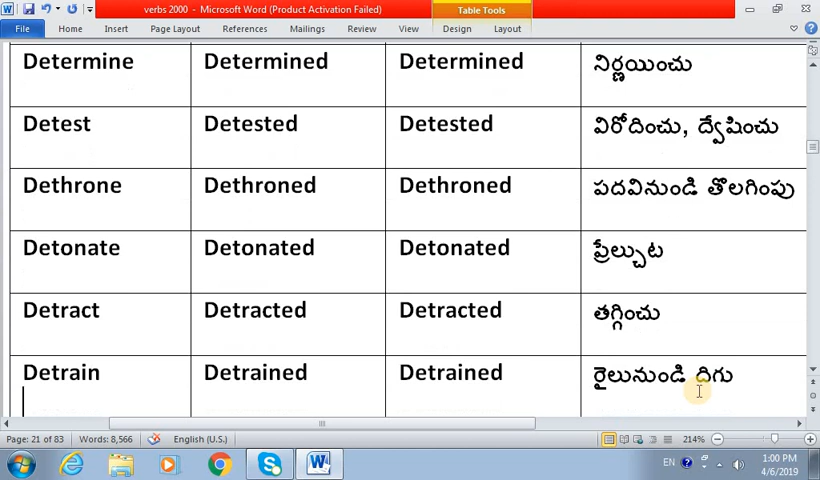 verbs 2000 - Microsoft Word (Product Activation Failed) Table Tools
File Home Insert Page Layout References Mailings Review View Design Layout
Determine Determined Determined నిర్ణయించు
Detest Detested Detested విరోదించు, ద్వేషించు
Dethrone Dethroned Dethroned పదవినుండి తొలగింపు
Detonate Detonated Detonated ప్రేల్చుట
Detract Detracted Detracted తగ్గించు
Detrain Detrained Detrained రైలునుండి దిగు
Page: 21 of 83 Words: 8,566 English (U.S.) 214%
EN 1:00 PM
4/6/2019